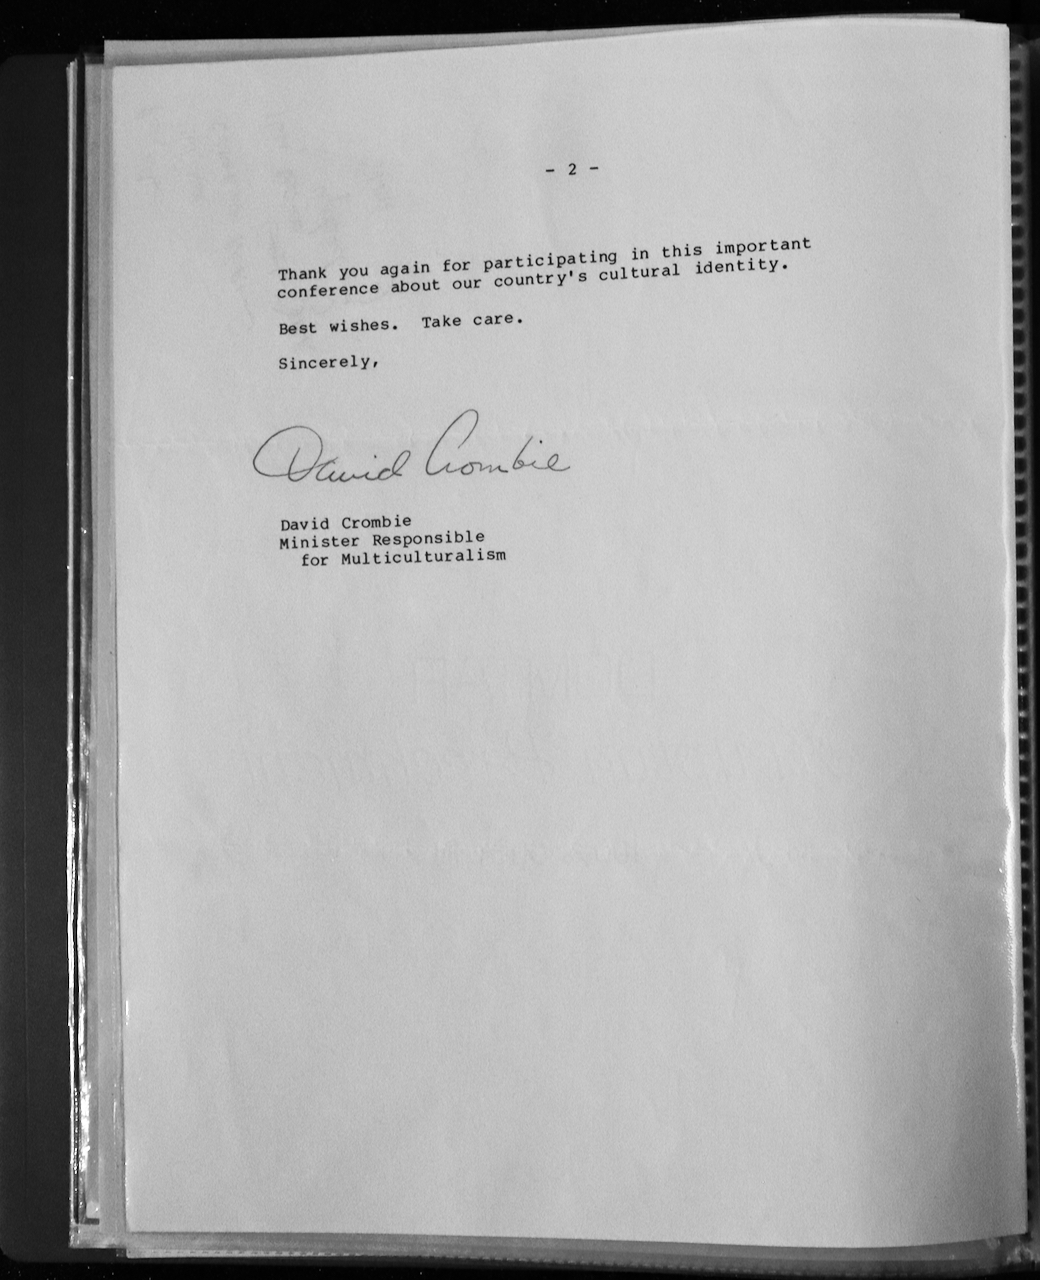 - 2 -
Thank you again for participating in this important
conference about our country's cultural identity.
Best wishes. Take care.
Sincerely,
David Crombie
David Crombie
Minister Responsible
for Multiculturalism